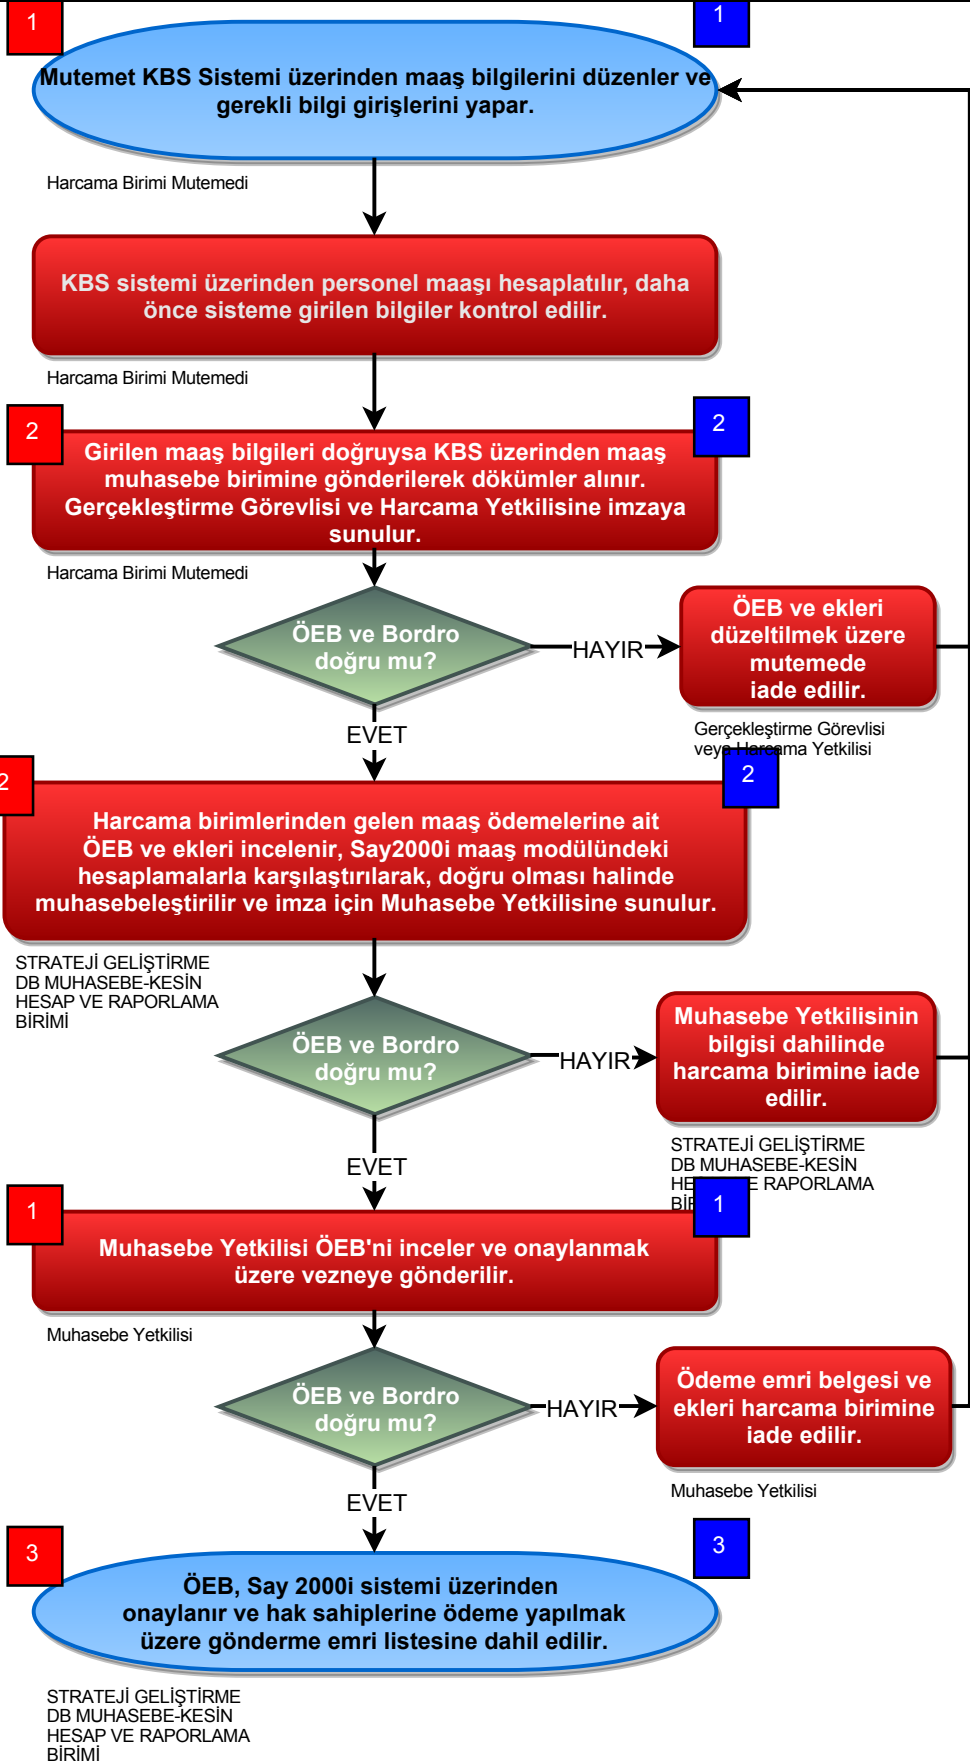 1
1
Mutemet KBS Sistemi üzerinden maaş bilgilerini düzenler ve
gerekli bilgi girişlerini yapar.
Harcama Birimi Mutemedi
KBS sistemi üzerinden personel maaşı hesaplatılır, daha
önce sisteme girilen bilgiler kontrol edilir.
Harcama Birimi Mutemedi
2
2
Girilen maaş bilgileri doğruysa KBS üzerinden maaş
muhasebe birimine gönderilerek dökümler alınır.
Gerçekleştirme Görevlisi ve Harcama Yetkilisine imzaya
sunulur.
Harcama Birimi Mutemedi
ÖEB ve Bordro
doğru mu?
HAYIR
ÖEB ve ekleri
düzeltilmek üzere
mutemede
iade edilir.
Gerçekleştirme Görevlisi
veya Harcama Yetkilisi
EVET
2
2
Harcama birimlerinden gelen maaş ödemelerine ait
ÖEB ve ekleri incelenir, Say2000i maaş modülündeki
hesaplamalarla karşılaştırılarak, doğru olması halinde
muhasebeleştirilir ve imza için Muhasebe Yetkilisine sunulur.
STRATEJİ GELİŞTİRME
DB MUHASEBE-KESİN
HESAP VE RAPORLAMA
BİRİMİ
ÖEB ve Bordro
doğru mu?
HAYIR
Muhasebe Yetkilisinin
bilgisi dahilinde
harcama birimine iade
edilir.
STRATEJİ GELİŞTİRME
DB MUHASEBE-KESİN
RAPORLAMA
EVET
1
1
Muhasebe Yetkilisi ÖEB'ni inceler ve onaylanmak
üzere vezneye gönderilir.
Muhasebe Yetkilisi
ÖEB ve Bordro
doğru mu?
HAYIR
Ödeme emri belgesi ve
ekleri harcama birimine
iade edilir.
Muhasebe Yetkilisi
EVET
3
3
ÖEB, Say 2000i sistemi üzerinden
onaylanır ve hak sahiplerine ödeme yapılmak
üzere gönderme emri listesine dahil edilir.
STRATEJİ GELİŞTİRME
DB MUHASEBE-KESİN
HESAP VE RAPORLAMA
BİRİMİ